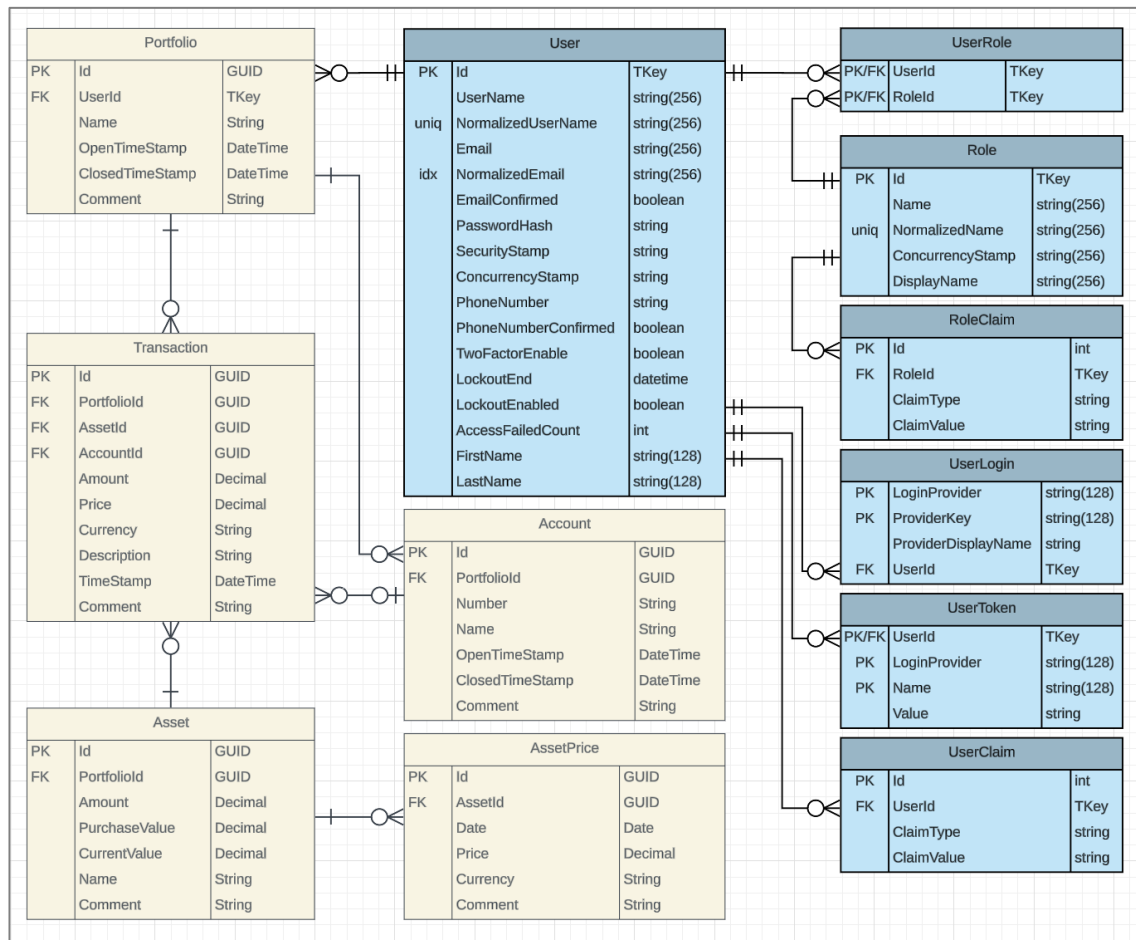 Portfolio
PK Id GUID
FK UserId TKey
Name String
OpenTimeStamp DateTime
ClosedTimeStamp DateTime
Comment String
Transaction
PK Id GUID
FK PortfolioId GUID
FK AssetId GUID
FK AccountId GUID
Amount Decimal
Price Decimal
Currency String
Description String
TimeStamp DateTime
Comment String
Asset
PK Id GUID
FK PortfolioId GUID
Amount Decimal
PurchaseValue Decimal
CurrentValue Decimal
Name String
Comment String
User
PK Id TKey
UserName string(256)
uniq NormalizedUserName string(256)
Email string(256)
idx NormalizedEmail string(256)
EmailConfirmed boolean
PasswordHash string
SecurityStamp string
ConcurrencyStamp string
PhoneNumber string
PhoneNumberConfirmed boolean
TwoFactorEnable boolean
LockoutEnd datetime
LockoutEnabled boolean
AccessFailedCount int
FirstName string(128)
LastName string(128)
Account
PK Id GUID
FK PortfolioId GUID
Number String
Name String
OpenTimeStamp DateTime
ClosedTimeStamp DateTime
Comment String
AssetPrice
PK Id GUID
FK AssetId GUID
Date Date
Price Decimal
Currency String
Comment String
UserRole
PK/FK UserId TKey
PK/FK RoleId TKey
Role
PK Id TKey
Name string(256)
uniq NormalizedName string(256)
ConcurrencyStamp string(256)
DisplayName string(256)
RoleClaim
PK Id int
FK RoleId TKey
ClaimType string
ClaimValue string
UserLogin
PK LoginProvider string(128)
PK ProviderKey string(128)
ProviderDisplayName string
FK UserId TKey
UserToken
PK/FK UserId TKey
PK LoginProvider string(128)
PK Name string(128)
Value string
UserClaim
PK Id int
FK UserId TKey
ClaimType string
ClaimValue string